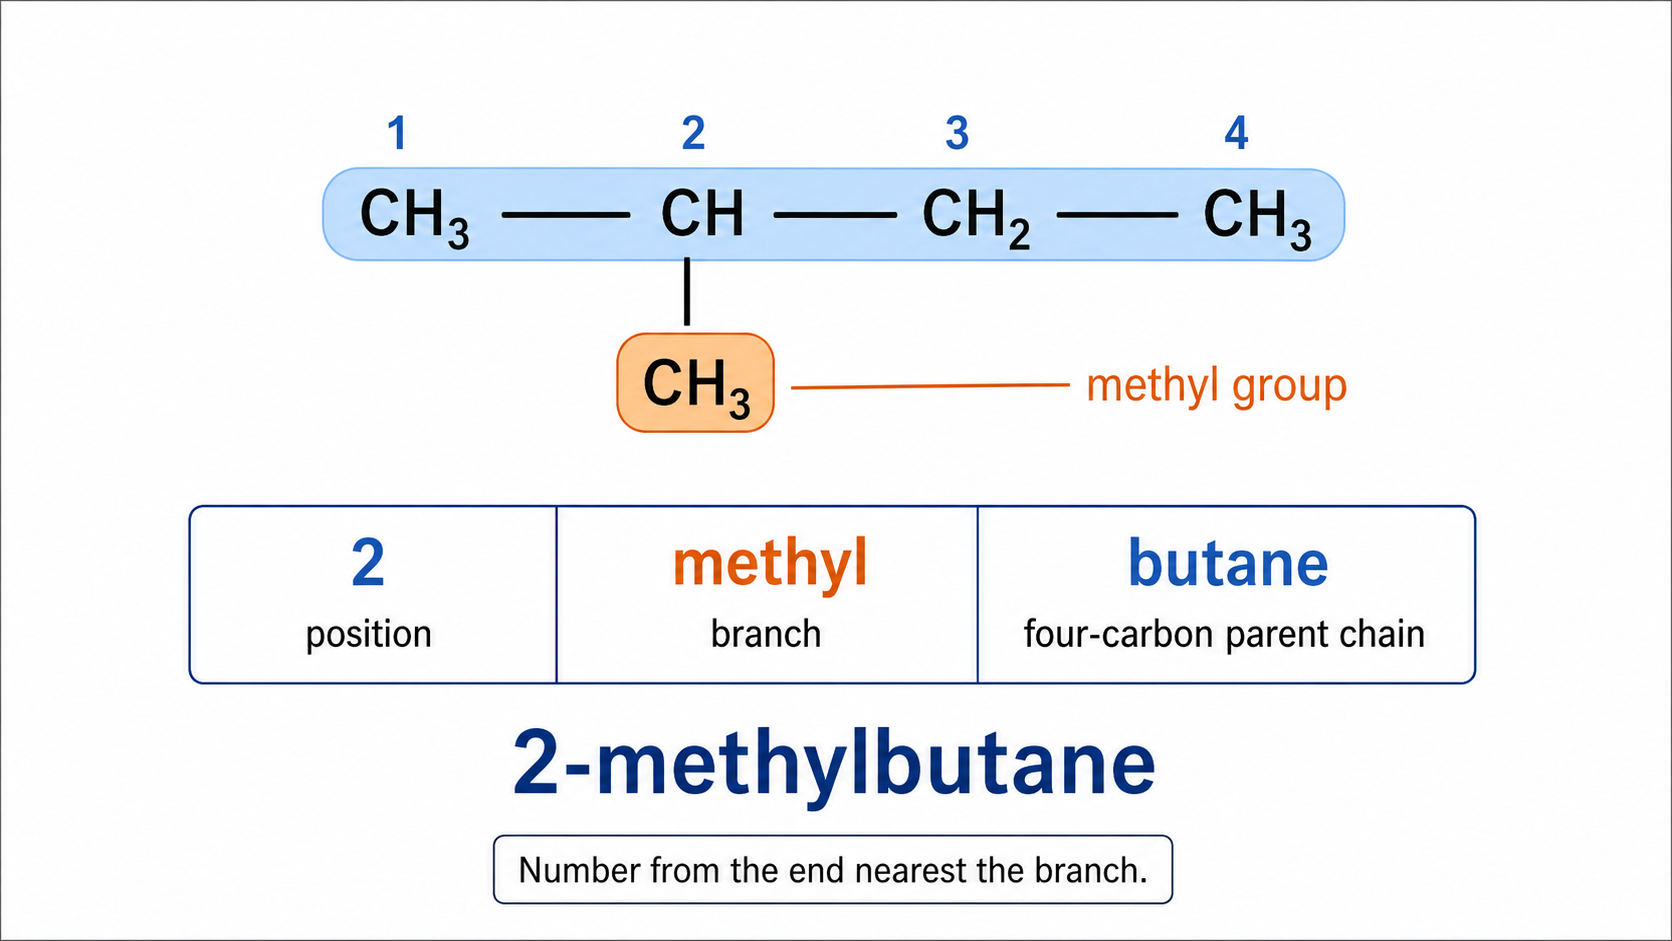 1 2 3 4
CH₃ — CH — CH₂ — CH₃
CH₃ methyl group
2 methyl butane
position branch four-carbon parent chain
2-methylbutane
Number from the end nearest the branch.